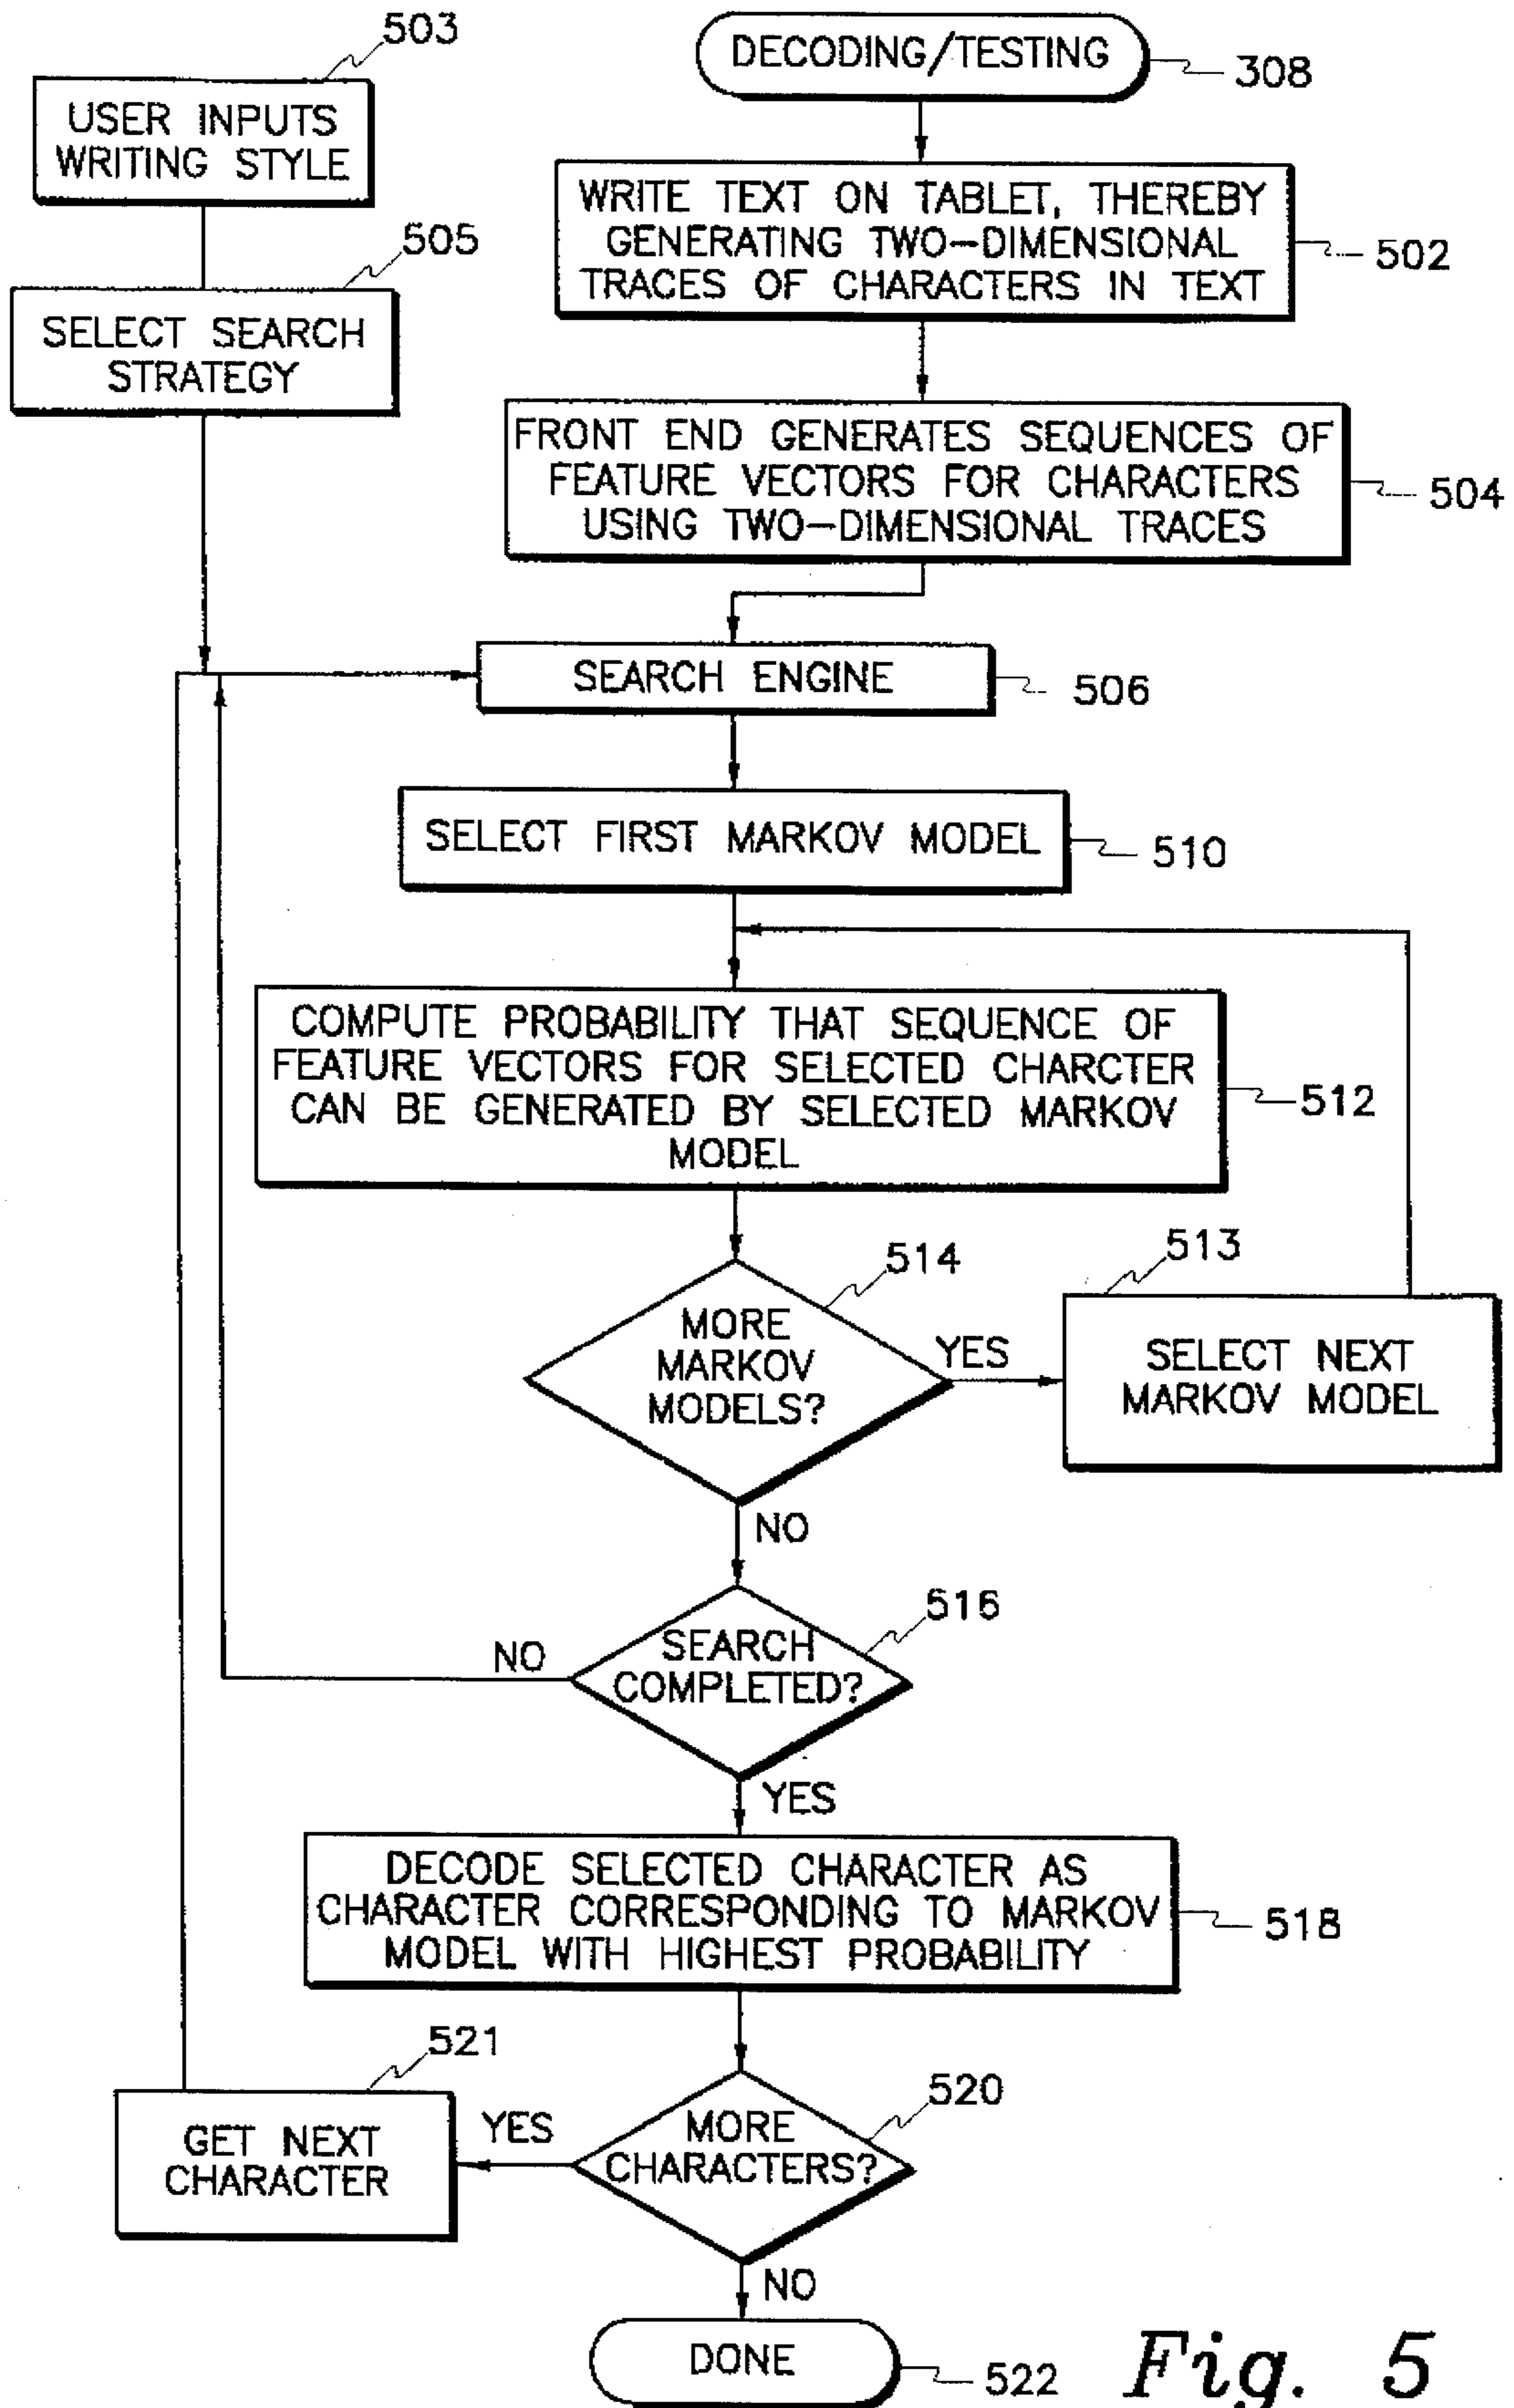 503
USER INPUTS
WRITING STYLE
505
SELECT SEARCH
STRATEGY
DECODING/TESTING
308
WRITE TEXT ON TABLET, THEREBY
GENERATING TWO-DIMENSIONAL
TRACES OF CHARACTERS IN TEXT
502
FRONT END GENERATES SEQUENCES OF
FEATURE VECTORS FOR CHARACTERS
USING TWO-DIMENSIONAL TRACES
504
SEARCH ENGINE
506
SELECT FIRST MARKOV MODEL
510
COMPUTE PROBABILITY THAT SEQUENCE OF
FEATURE VECTORS FOR SELECTED CHARCTER
CAN BE GENERATED BY SELECTED MARKOV
MODEL
512
514
MORE
MARKOV
MODELS?
YES
513
SELECT NEXT
MARKOV MODEL
NO
516
SEARCH
COMPLETED?
NO
YES
DECODE SELECTED CHARACTER AS
CHARACTER CORRESPONDING TO MARKOV
MODEL WITH HIGHEST PROBABILITY
518
520
MORE
CHARACTERS?
YES
521
GET NEXT
CHARACTER
NO
DONE
522
Fig. 5